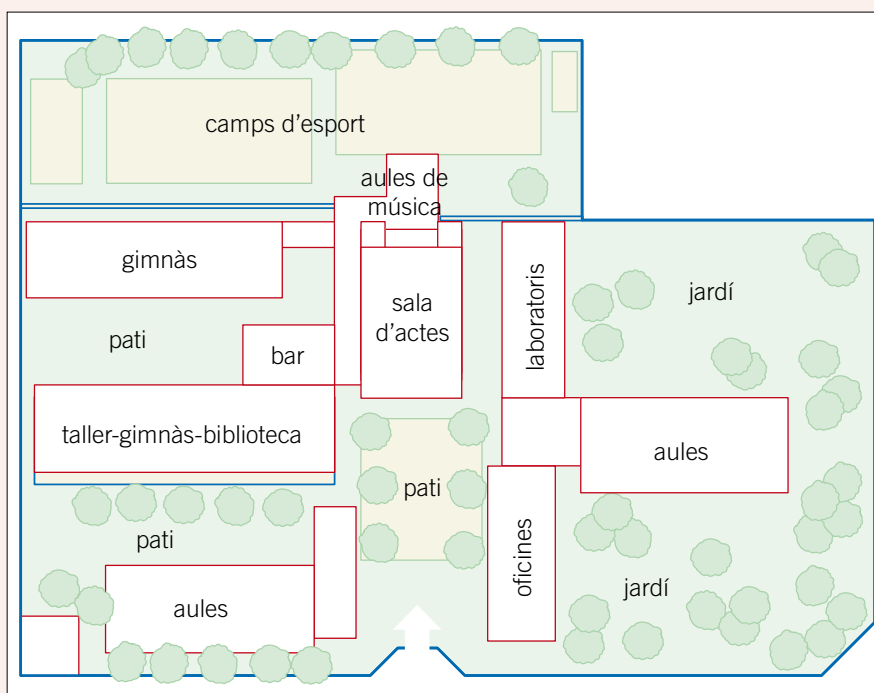 camps d'esport
aules de
música
gimnàs
sala
d'actes
laboratoris
jardí
pati
bar
taller-gimnàs-biblioteca
aules
pati
pati
oficines
jardí
aules